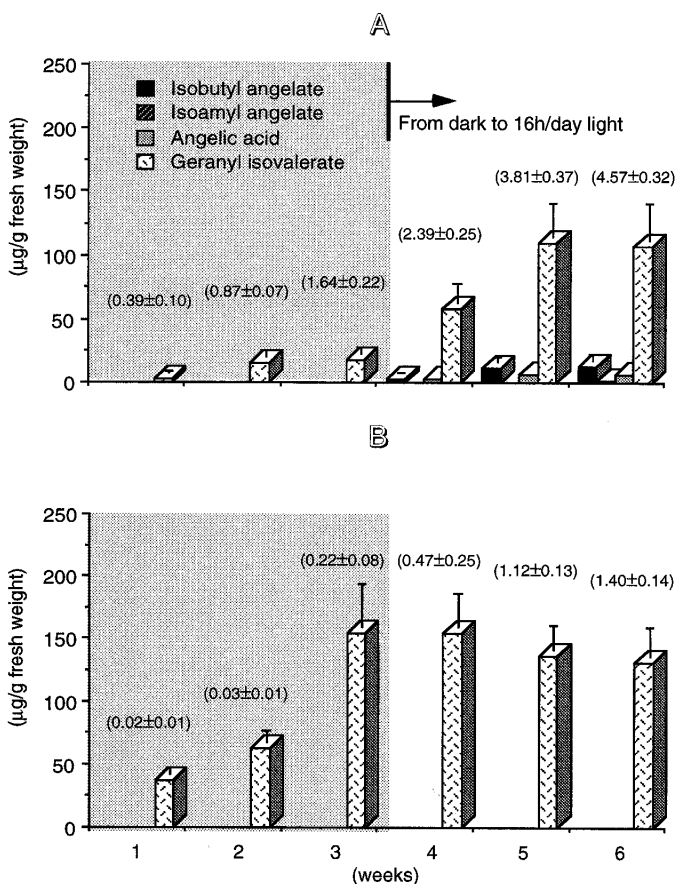 A
250
200
150
100
50
0
(µg/g fresh weight)
Isobutyl angelate
Isoamyl angelate
Angelic acid
Geranyl isovalerate
From dark to 16h/day light
(0.39±0.10)
(0.87±0.07)
(1.64±0.22)
(2.39±0.25)
(3.81±0.37)
(4.57±0.32)
B
250
200
150
100
50
0
(µg/g fresh weight)
(0.02±0.01)
(0.03±0.01)
(0.22±0.08)
(0.47±0.25)
(1.12±0.13)
(1.40±0.14)
1 2 3 4 5 6
(weeks)